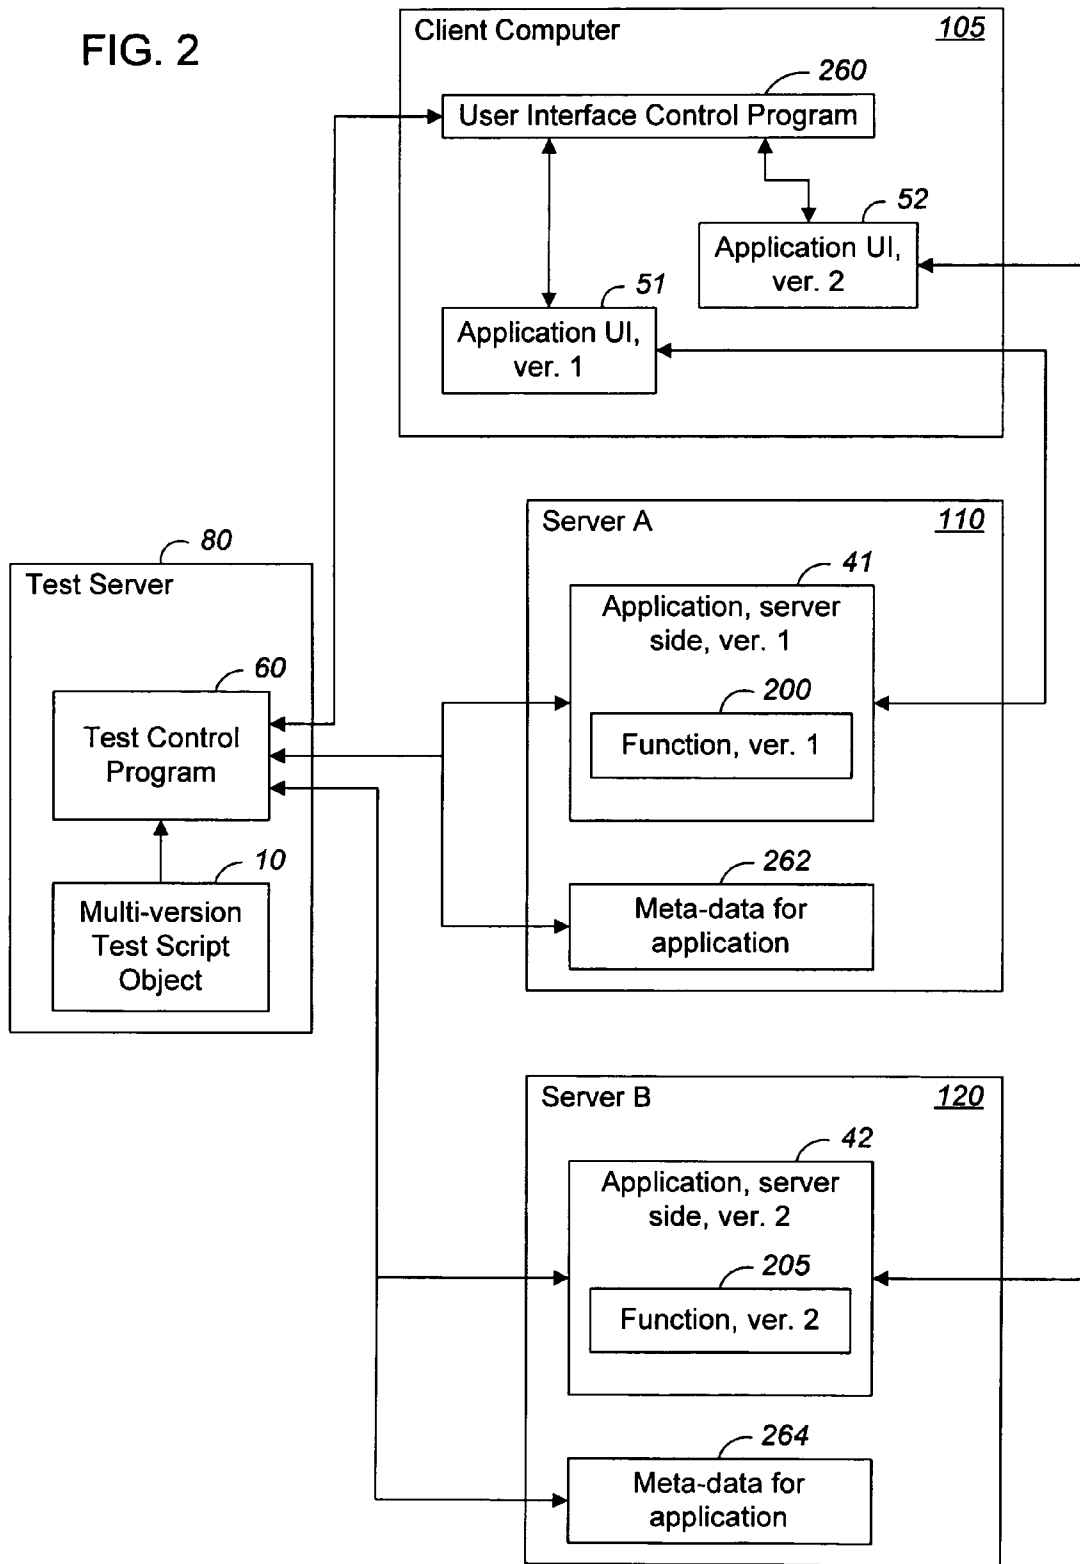 FIG. 2
Client Computer
105
260
User Interface Control Program
52
Application UI,
ver. 2
51
Application UI,
ver. 1
Server A
110
80
Test Server
41
Application, server
side, ver. 1
60
Test Control
Program
200
Function, ver. 1
10
Multi-version
Test Script
Object
262
Meta-data for
application
Server B
120
42
Application, server
side, ver. 2
205
Function, ver. 2
264
Meta-data for
application